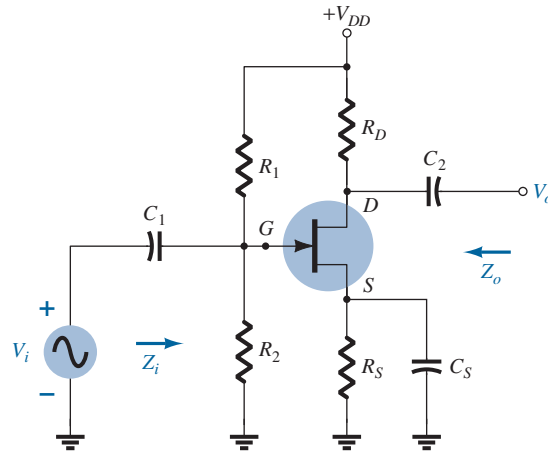 +V_DD
R_D
R_1
C_2
C_1
V_o
G
D
Z_o
S
+
V_i
−
Z_i
R_2
R_S
C_S